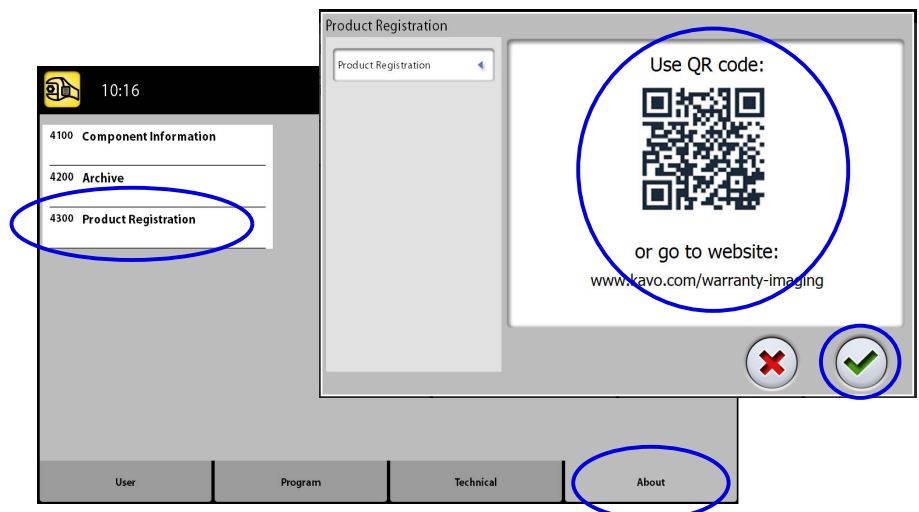 Product Registration
Product Registration
Use QR code:
or go to website:
www.kavo.com/warranty-imaging
10:16
4100 Component Information
4200 Archive
4300 Product Registration
User
Program
Technical
About